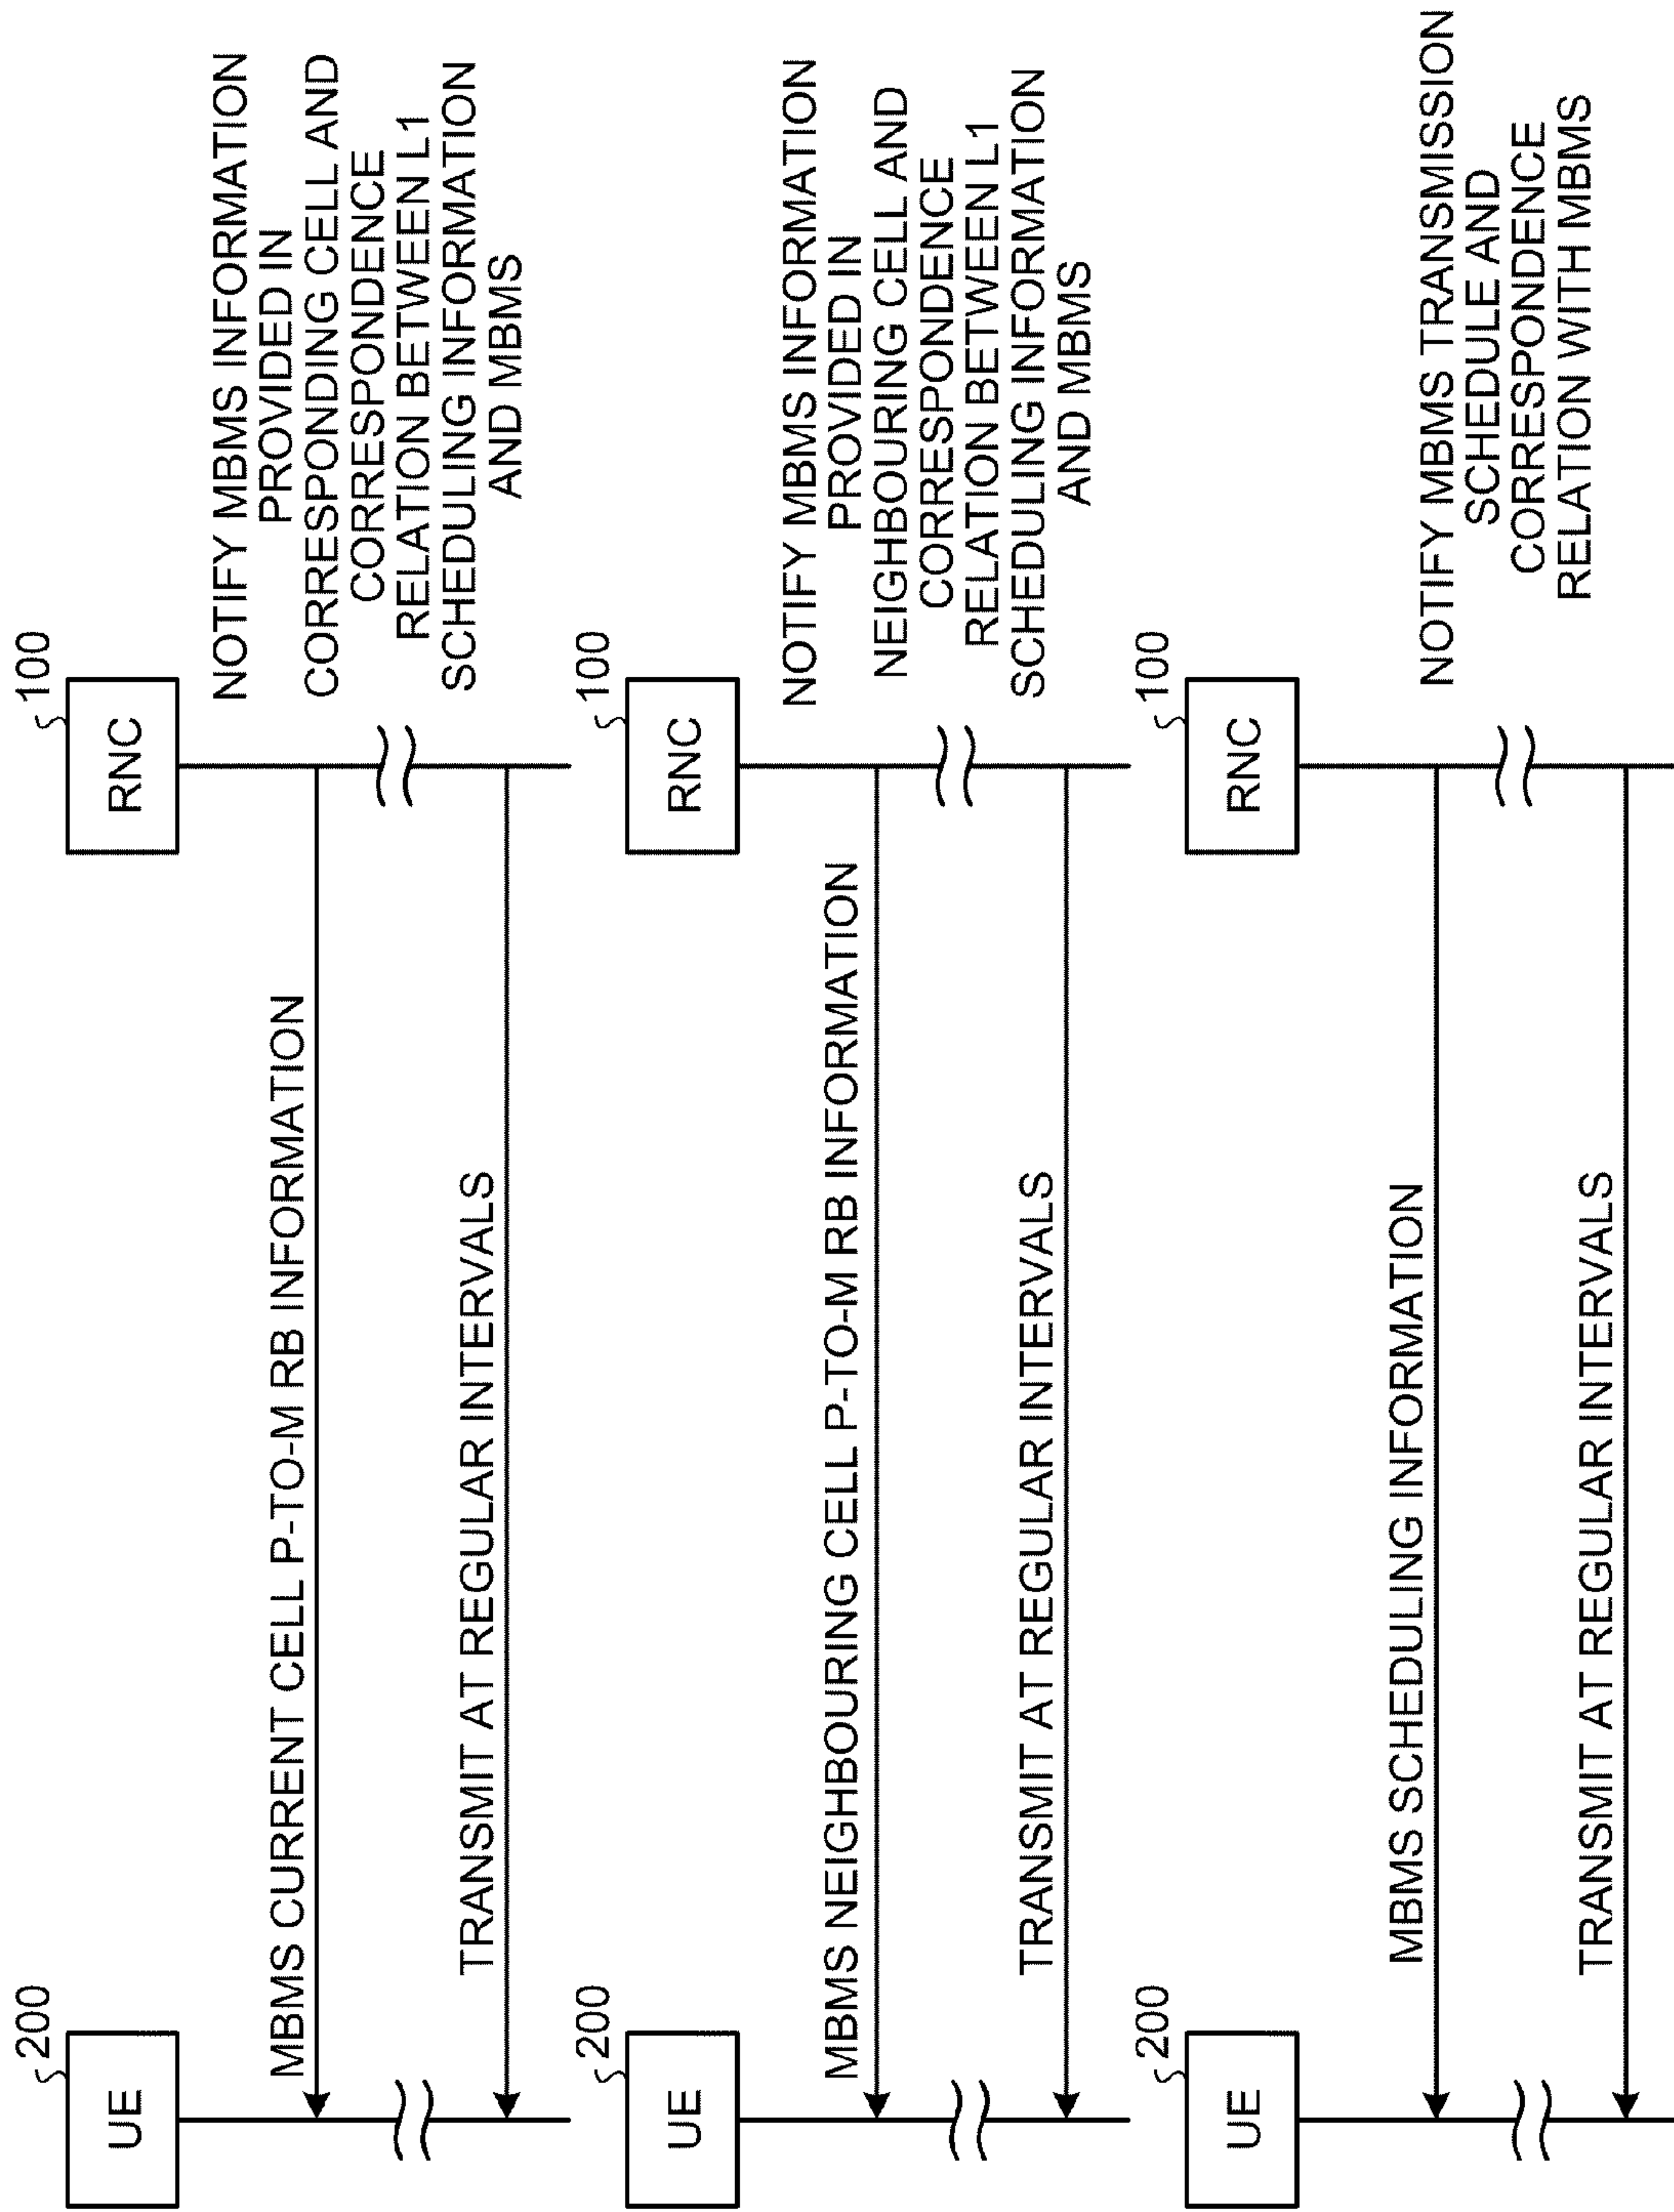 200
UE
100
RNC
MBMS CURRENT CELL P-TO-M RB INFORMATION
TRANSMIT AT REGULAR INTERVALS
NOTIFY MBMS INFORMATION
PROVIDED IN
CORRESPONDING CELL AND
CORRESPONDENCE
RELATION BETWEEN L1
SCHEDULING INFORMATION
AND MBMS
200
UE
100
RNC
MBMS NEIGHBOURING CELL P-TO-M RB INFORMATION
TRANSMIT AT REGULAR INTERVALS
NOTIFY MBMS INFORMATION
PROVIDED IN
NEIGHBOURING CELL AND
CORRESPONDENCE
RELATION BETWEEN L1
SCHEDULING INFORMATION
AND MBMS
200
UE
100
RNC
MBMS SCHEDULING INFORMATION
TRANSMIT AT REGULAR INTERVALS
NOTIFY MBMS TRANSMISSION
SCHEDULE AND
CORRESPONDENCE
RELATION WITH MBMS